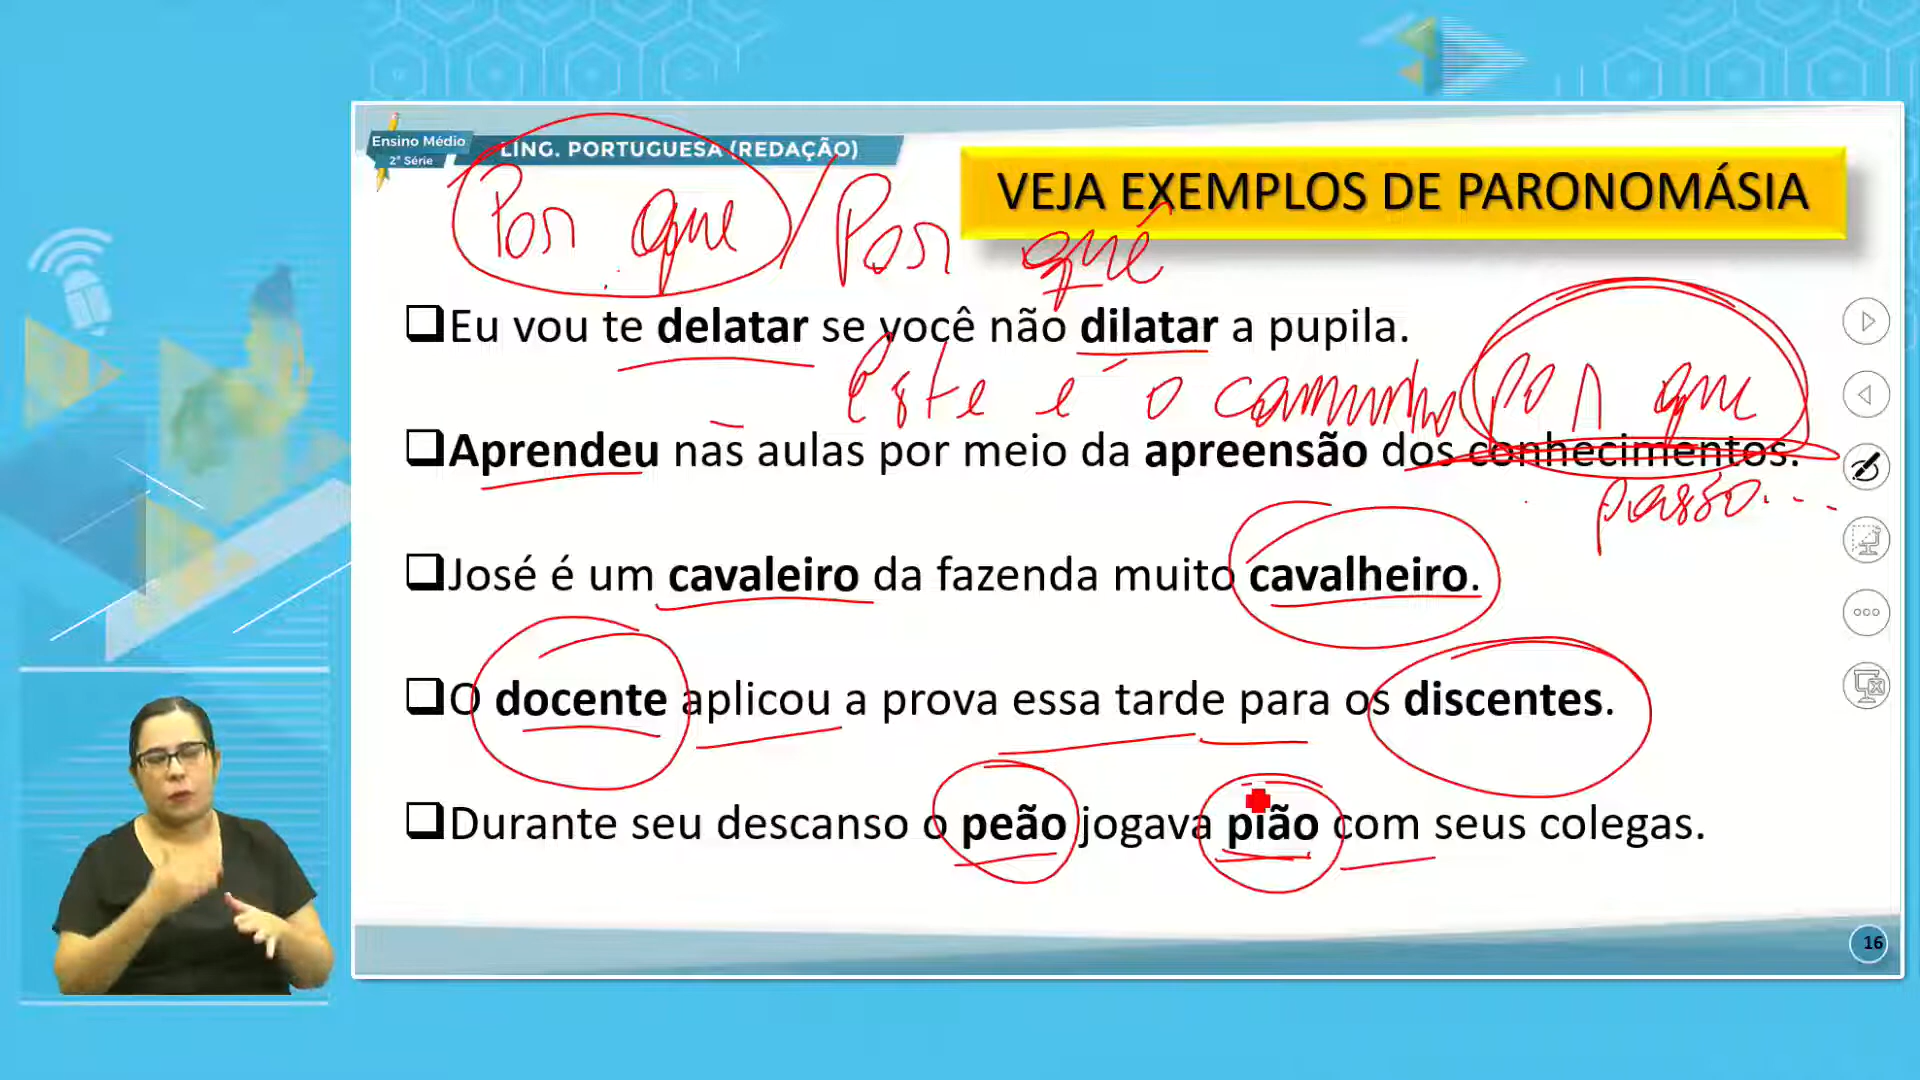 Ensino Médio
2ª Série
LING. PORTUGUESA (REDAÇÃO)
VEJA EXEMPLOS DE PARONOMÁSIA
Por que / Por quê
❑Eu vou te delatar se você não dilatar a pupila.
Este é o caminho por que
❑Aprendeu nas aulas por meio da apreensão dos conhecimentos.
passo...
❑José é um cavaleiro da fazenda muito cavalheiro.
❑O docente aplicou a prova essa tarde para os discentes.
❑Durante seu descanso o peão jogava pião com seus colegas.
16